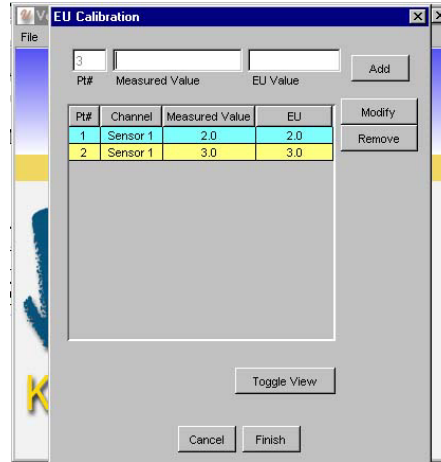 EU Calibration
File
3
Pt# Measured Value EU Value
Add
Pt# Channel Measured Value EU
1 Sensor 1 2.0 2.0
2 Sensor 1 3.0 3.0
Modify
Remove
Toggle View
K
Cancel Finish